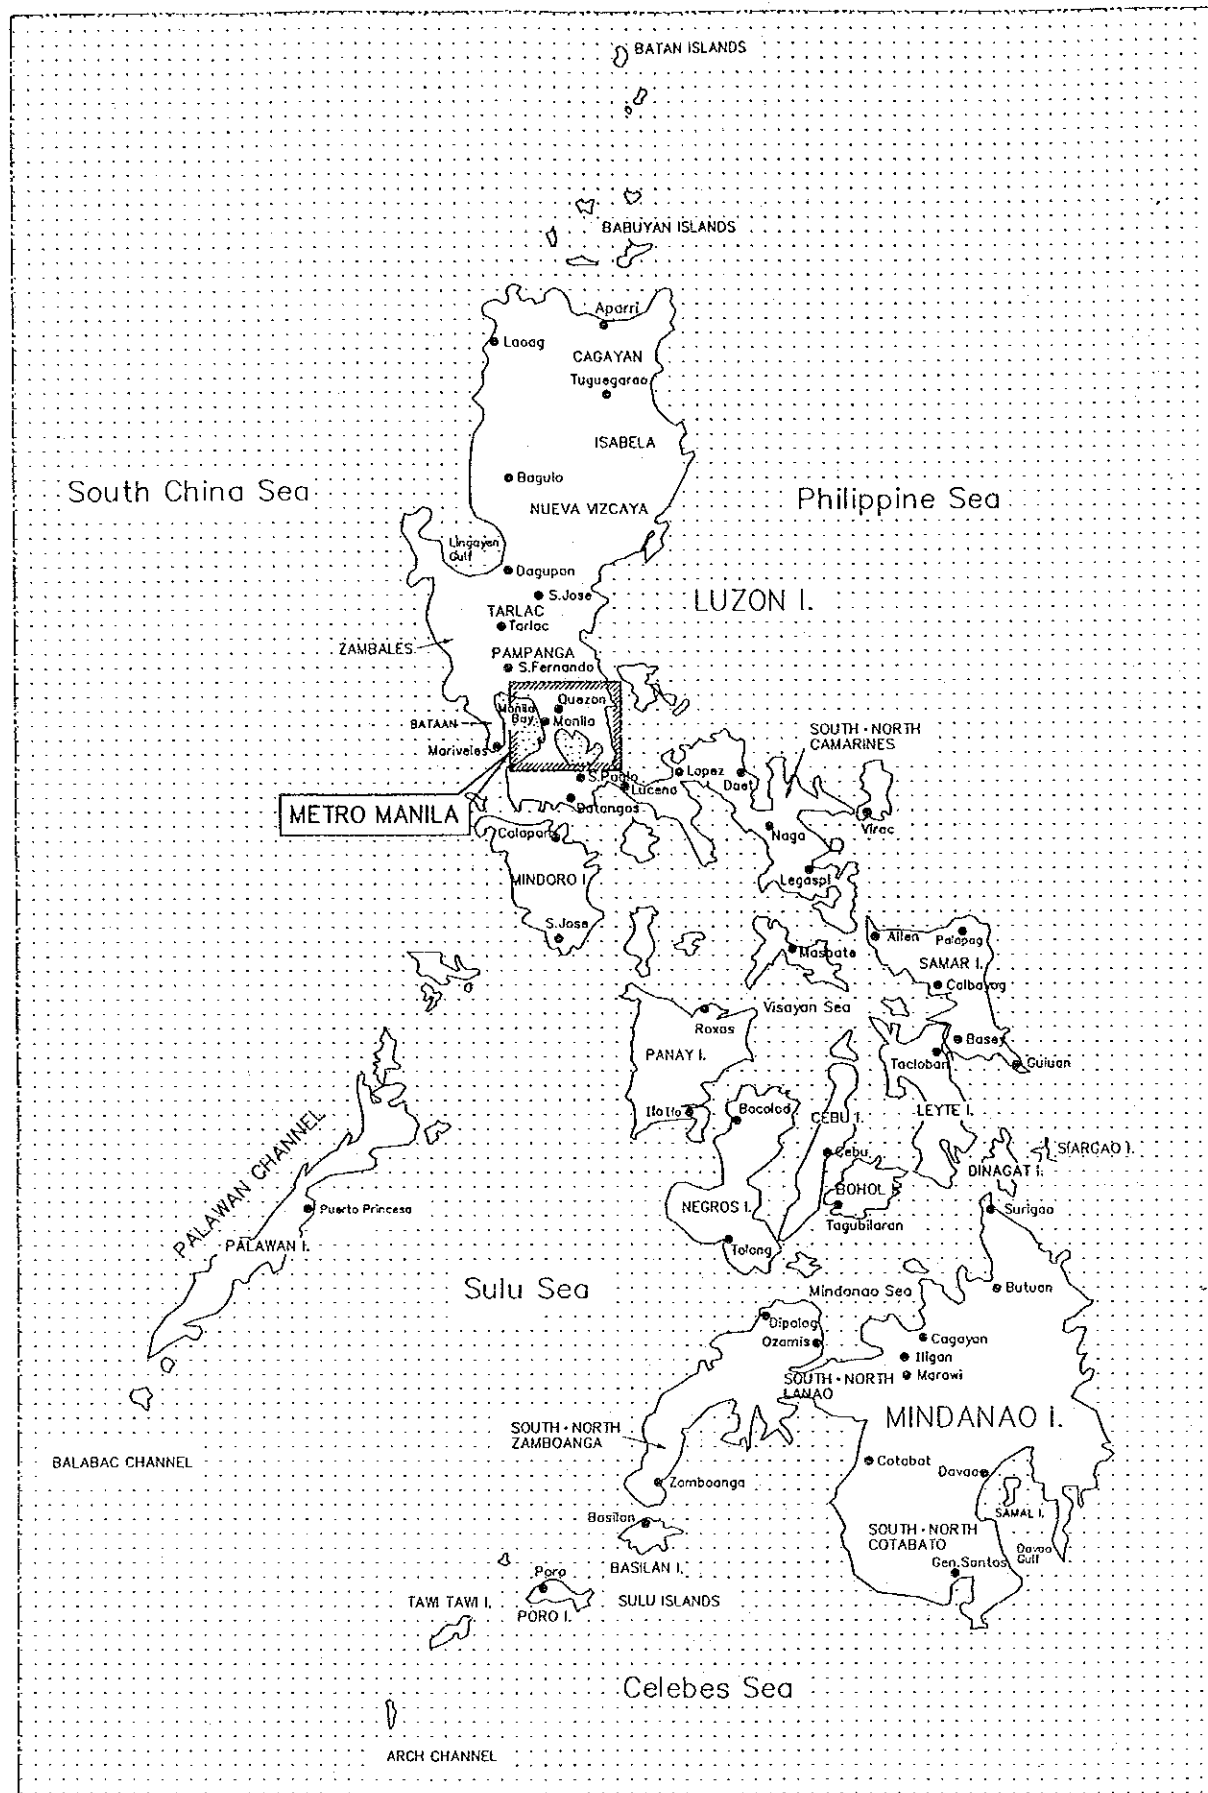 BATAN ISLANDS
BABUYAN ISLANDS
Aparri
Laoag
CAGAYAN
Tuguegarao
ISABELA
Baguio
South China Sea
Philippine Sea
NUEVA VIZCAYA
Lingayen
Gulf
Dagupan
S.Jose
LUZON I.
TARLAC
Tarlac
ZAMBALES
PAMPANGA
S.Fernando
Quezon
Manila
Bay
Manila
BATAAN
Mariveles
SOUTH・NORTH
CAMARINES
S.Pablo
Lopez
Daet
Lucena
METRO MANILA
Batangas
Virac
Calapan
Naga
MINDORO I.
Legaspi
S.Jose
Allen
Palapag
Masbate
SAMAR I.
Calbayog
Visayan Sea
Roxas
Basey
PANAY I.
Tacloban
Guiuan
Ilo Ilo
Bacolod
CEBU I.
LEYTE I.
PALAWAN CHANNEL
Cebu
SIARGAO I.
DINAGAT I.
BOHOL I.
NEGROS I.
Puerto Princesa
Surigao
Tagubilaran
PALAWAN I.
Tolong
Sulu Sea
Mindanao Sea
Butuan
Dipolog
Ozamis
Cagayan
Iligan
SOUTH・NORTH
LANAO
Marawi
MINDANAO I.
SOUTH・NORTH
ZAMBOANGA
BALABAC CHANNEL
Cotabat
Davao
Zamboanga
SAMAL I.
Basilan
SOUTH・NORTH
COTABATO
Davao
Gulf
BASILAN I.
Gen.Santos
Poro
TAWI TAWI I.
SULU ISLANDS
PORO I.
Celebes Sea
ARCH CHANNEL